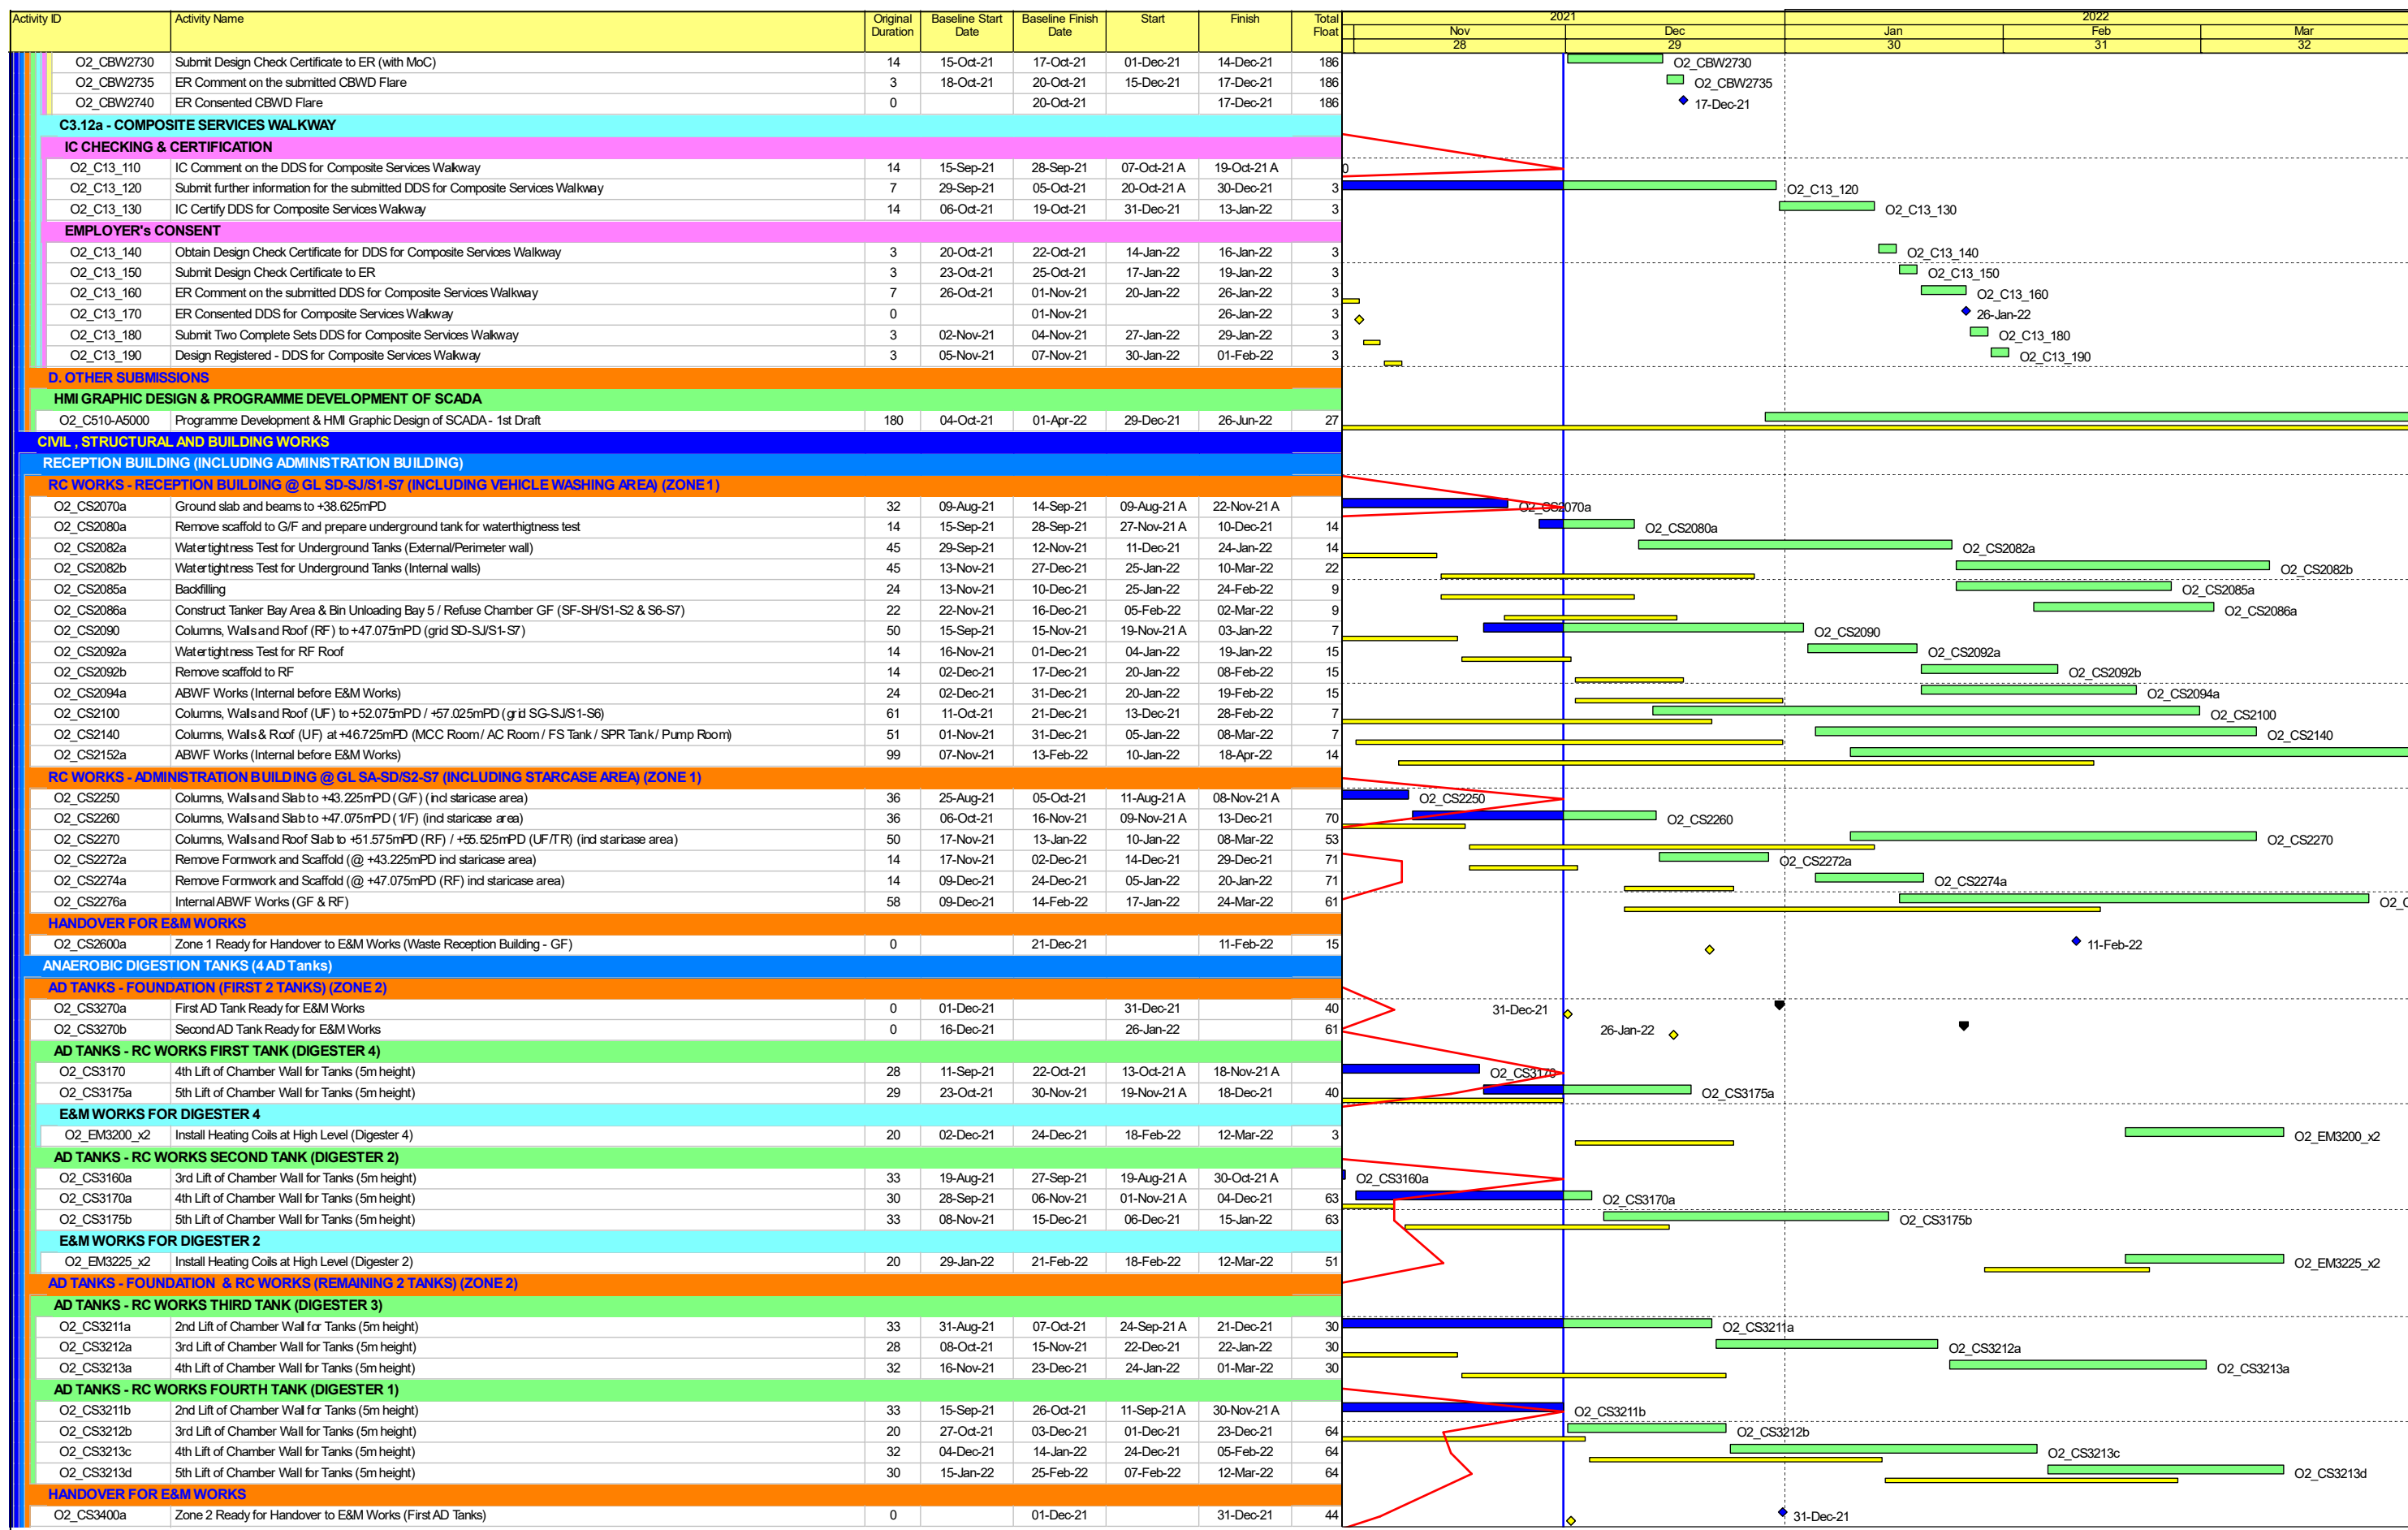 Activity ID Activity Name Original Duration Baseline Start Date Baseline Finish Date Start Finish Total Float 2021 2022
Nov Dec Jan Feb Mar
28 29 30 31 32
O2_CBW2730 Submit Design Check Certificate to ER (with MoC) 14 15-Oct-21 17-Oct-21 01-Dec-21 14-Dec-21 186 O2_CBW2730
O2_CBW2735 ER Comment on the submitted CBWD Flare 3 18-Oct-21 20-Oct-21 15-Dec-21 17-Dec-21 186 O2_CBW2735
O2_CBW2740 ER Consented CBWD Flare 0 20-Oct-21 17-Dec-21 186 17-Dec-21
C3.12a - COMPOSITE SERVICES WALKWAY
IC CHECKING & CERTIFICATION
O2_C13_110 IC Comment on the DDS for Composite Services Walkway 14 15-Sep-21 28-Sep-21 07-Oct-21 A 19-Oct-21 A 0
O2_C13_120 Submit further information for the submitted DDS for Composite Services Walkway 7 29-Sep-21 05-Oct-21 20-Oct-21 A 30-Dec-21 3 O2_C13_120
O2_C13_130 IC Certify DDS for Composite Services Walkway 14 06-Oct-21 19-Oct-21 31-Dec-21 13-Jan-22 3 O2_C13_130
EMPLOYER's CONSENT
O2_C13_140 Obtain Design Check Certificate for DDS for Composite Services Walkway 3 20-Oct-21 22-Oct-21 14-Jan-22 16-Jan-22 3 O2_C13_140
O2_C13_150 Submit Design Check Certificate to ER 3 23-Oct-21 25-Oct-21 17-Jan-22 19-Jan-22 3 O2_C13_150
O2_C13_160 ER Comment on the submitted DDS for Composite Services Walkway 7 26-Oct-21 01-Nov-21 20-Jan-22 26-Jan-22 3 O2_C13_160
O2_C13_170 ER Consented DDS for Composite Services Walkway 0 01-Nov-21 26-Jan-22 3 26-Jan-22
O2_C13_180 Submit Two Complete Sets DDS for Composite Services Walkway 3 02-Nov-21 04-Nov-21 27-Jan-22 29-Jan-22 3 O2_C13_180
O2_C13_190 Design Registered - DDS for Composite Services Walkway 3 05-Nov-21 07-Nov-21 30-Jan-22 01-Feb-22 3 O2_C13_190
D. OTHER SUBMISSIONS
HMI GRAPHIC DESIGN & PROGRAMME DEVELOPMENT OF SCADA
O2_C510-A5000 Programme Development & HMI Graphic Design of SCADA - 1st Draft 180 04-Oct-21 01-Apr-22 29-Dec-21 26-Jun-22 27
CIVIL , STRUCTURAL AND BUILDING WORKS
RECEPTION BUILDING (INCLUDING ADMINISTRATION BUILDING)
RC WORKS - RECEPTION BUILDING @ GL SD-SJ/S1-S7 (INCLUDING VEHICLE WASHING AREA) (ZONE 1)
O2_CS2070a Ground slab and beams to +38.625mPD 32 09-Aug-21 14-Sep-21 09-Aug-21 A 22-Nov-21 A O2_CS2070a
O2_CS2080a Remove scaffold to G/F and prepare underground tank for waterthigtness test 14 15-Sep-21 28-Sep-21 27-Nov-21 A 10-Dec-21 14 O2_CS2080a
O2_CS2082a Watertightness Test for Underground Tanks (External/Perimeter wall) 45 29-Sep-21 12-Nov-21 11-Dec-21 24-Jan-22 14 O2_CS2082a
O2_CS2082b Watertightness Test for Underground Tanks (Internal walls) 45 13-Nov-21 27-Dec-21 25-Jan-22 10-Mar-22 22 O2_CS2082b
O2_CS2085a Backfilling 24 13-Nov-21 10-Dec-21 25-Jan-22 24-Feb-22 9 O2_CS2085a
O2_CS2086a Construct Tanker Bay Area & Bin Unloading Bay 5 / Refuse Chamber GF (SF-SH/S1-S2 & S6-S7) 22 22-Nov-21 16-Dec-21 05-Feb-22 02-Mar-22 9 O2_CS2086a
O2_CS2090 Columns, Walls and Roof (RF) to +47.075mPD (grid SD-SJ/S1-S7) 50 15-Sep-21 15-Nov-21 19-Nov-21 A 03-Jan-22 7 O2_CS2090
O2_CS2092a Watertightness Test for RF Roof 14 16-Nov-21 01-Dec-21 04-Jan-22 19-Jan-22 15 O2_CS2092a
O2_CS2092b Remove scaffold to RF 14 02-Dec-21 17-Dec-21 20-Jan-22 08-Feb-22 15 O2_CS2092b
O2_CS2094a ABWF Works (Internal before E&M Works) 24 02-Dec-21 31-Dec-21 20-Jan-22 19-Feb-22 15 O2_CS2094a
O2_CS2100 Columns, Walls and Roof (UF) to +52.075mPD / +57.025mPD (grid SG-SJ/S1-S6) 61 11-Oct-21 21-Dec-21 13-Dec-21 28-Feb-22 7 O2_CS2100
O2_CS2140 Columns, Walls & Roof (UF) at +46.725mPD (MCC Room / AC Room / FS Tank / SPR Tank / Pump Room) 51 01-Nov-21 31-Dec-21 05-Jan-22 08-Mar-22 7 O2_CS2140
O2_CS2152a ABWF Works (Internal before E&M Works) 99 07-Nov-21 13-Feb-22 10-Jan-22 18-Apr-22 14
RC WORKS - ADMINISTRATION BUILDING @ GL SA-SD/S2-S7 (INCLUDING STARCASE AREA) (ZONE 1)
O2_CS2250 Columns, Walls and Slab to +43.225mPD (G/F) (incl staricase area) 36 25-Aug-21 05-Oct-21 11-Aug-21 A 08-Nov-21 A O2_CS2250
O2_CS2260 Columns, Walls and Slab to +47.075mPD (1/F) (incl staricase area) 36 06-Oct-21 16-Nov-21 09-Nov-21 A 13-Dec-21 70 O2_CS2260
O2_CS2270 Columns, Walls and Roof Slab to +51.575mPD (RF) / +55.525mPD (UF/TR) (incl staricase area) 50 17-Nov-21 13-Jan-22 10-Jan-22 08-Mar-22 53 O2_CS2270
O2_CS2272a Remove Formwork and Scaffold (@ +43.225mPD incl staricase area) 14 17-Nov-21 02-Dec-21 14-Dec-21 29-Dec-21 71 O2_CS2272a
O2_CS2274a Remove Formwork and Scaffold (@ +47.075mPD (RF) incl staricase area) 14 09-Dec-21 24-Dec-21 05-Jan-22 20-Jan-22 71 O2_CS2274a
O2_CS2276a Internal ABWF Works (GF & RF) 58 09-Dec-21 14-Feb-22 17-Jan-22 24-Mar-22 61 O2_C
HANDOVER FOR E&M WORKS
O2_CS2600a Zone 1 Ready for Handover to E&M Works (Waste Reception Building - GF) 0 21-Dec-21 11-Feb-22 15 11-Feb-22
ANAEROBIC DIGESTION TANKS (4 AD Tanks)
AD TANKS - FOUNDATION (FIRST 2 TANKS) (ZONE 2)
O2_CS3270a First AD Tank Ready for E&M Works 0 01-Dec-21 31-Dec-21 40 31-Dec-21
O2_CS3270b Second AD Tank Ready for E&M Works 0 16-Dec-21 26-Jan-22 61 26-Jan-22
AD TANKS - RC WORKS FIRST TANK (DIGESTER 4)
O2_CS3170 4th Lift of Chamber Wall for Tanks (5m height) 28 11-Sep-21 22-Oct-21 13-Oct-21 A 18-Nov-21 A O2_CS3170
O2_CS3175a 5th Lift of Chamber Wall for Tanks (5m height) 29 23-Oct-21 30-Nov-21 19-Nov-21 A 18-Dec-21 40 O2_CS3175a
E&M WORKS FOR DIGESTER 4
O2_EM3200_x2 Install Heating Coils at High Level (Digester 4) 20 02-Dec-21 24-Dec-21 18-Feb-22 12-Mar-22 3 O2_EM3200_x2
AD TANKS - RC WORKS SECOND TANK (DIGESTER 2)
O2_CS3160a 3rd Lift of Chamber Wall for Tanks (5m height) 33 19-Aug-21 27-Sep-21 19-Aug-21 A 30-Oct-21 A O2_CS3160a
O2_CS3170a 4th Lift of Chamber Wall for Tanks (5m height) 30 28-Sep-21 06-Nov-21 01-Nov-21 A 04-Dec-21 63 O2_CS3170a
O2_CS3175b 5th Lift of Chamber Wall for Tanks (5m height) 33 08-Nov-21 15-Dec-21 06-Dec-21 15-Jan-22 63 O2_CS3175b
E&M WORKS FOR DIGESTER 2
O2_EM3225_x2 Install Heating Coils at High Level (Digester 2) 20 29-Jan-22 21-Feb-22 18-Feb-22 12-Mar-22 51 O2_EM3225_x2
AD TANKS - FOUNDATION & RC WORKS (REMAINING 2 TANKS) (ZONE 2)
AD TANKS - RC WORKS THIRD TANK (DIGESTER 3)
O2_CS3211a 2nd Lift of Chamber Wall for Tanks (5m height) 33 31-Aug-21 07-Oct-21 24-Sep-21 A 21-Dec-21 30 O2_CS3211a
O2_CS3212a 3rd Lift of Chamber Wall for Tanks (5m height) 28 08-Oct-21 15-Nov-21 22-Dec-21 22-Jan-22 30 O2_CS3212a
O2_CS3213a 4th Lift of Chamber Wall for Tanks (5m height) 32 16-Nov-21 23-Dec-21 24-Jan-22 01-Mar-22 30 O2_CS3213a
AD TANKS - RC WORKS FOURTH TANK (DIGESTER 1)
O2_CS3211b 2nd Lift of Chamber Wall for Tanks (5m height) 33 15-Sep-21 26-Oct-21 11-Sep-21 A 30-Nov-21 A O2_CS3211b
O2_CS3212b 3rd Lift of Chamber Wall for Tanks (5m height) 20 27-Oct-21 03-Dec-21 01-Dec-21 23-Dec-21 64 O2_CS3212b
O2_CS3213c 4th Lift of Chamber Wall for Tanks (5m height) 32 04-Dec-21 14-Jan-22 24-Dec-21 05-Feb-22 64 O2_CS3213c
O2_CS3213d 5th Lift of Chamber Wall for Tanks (5m height) 30 15-Jan-22 25-Feb-22 07-Feb-22 12-Mar-22 64 O2_CS3213d
HANDOVER FOR E&M WORKS
O2_CS3400a Zone 2 Ready for Handover to E&M Works (First AD Tanks) 0 01-Dec-21 31-Dec-21 44 31-Dec-21